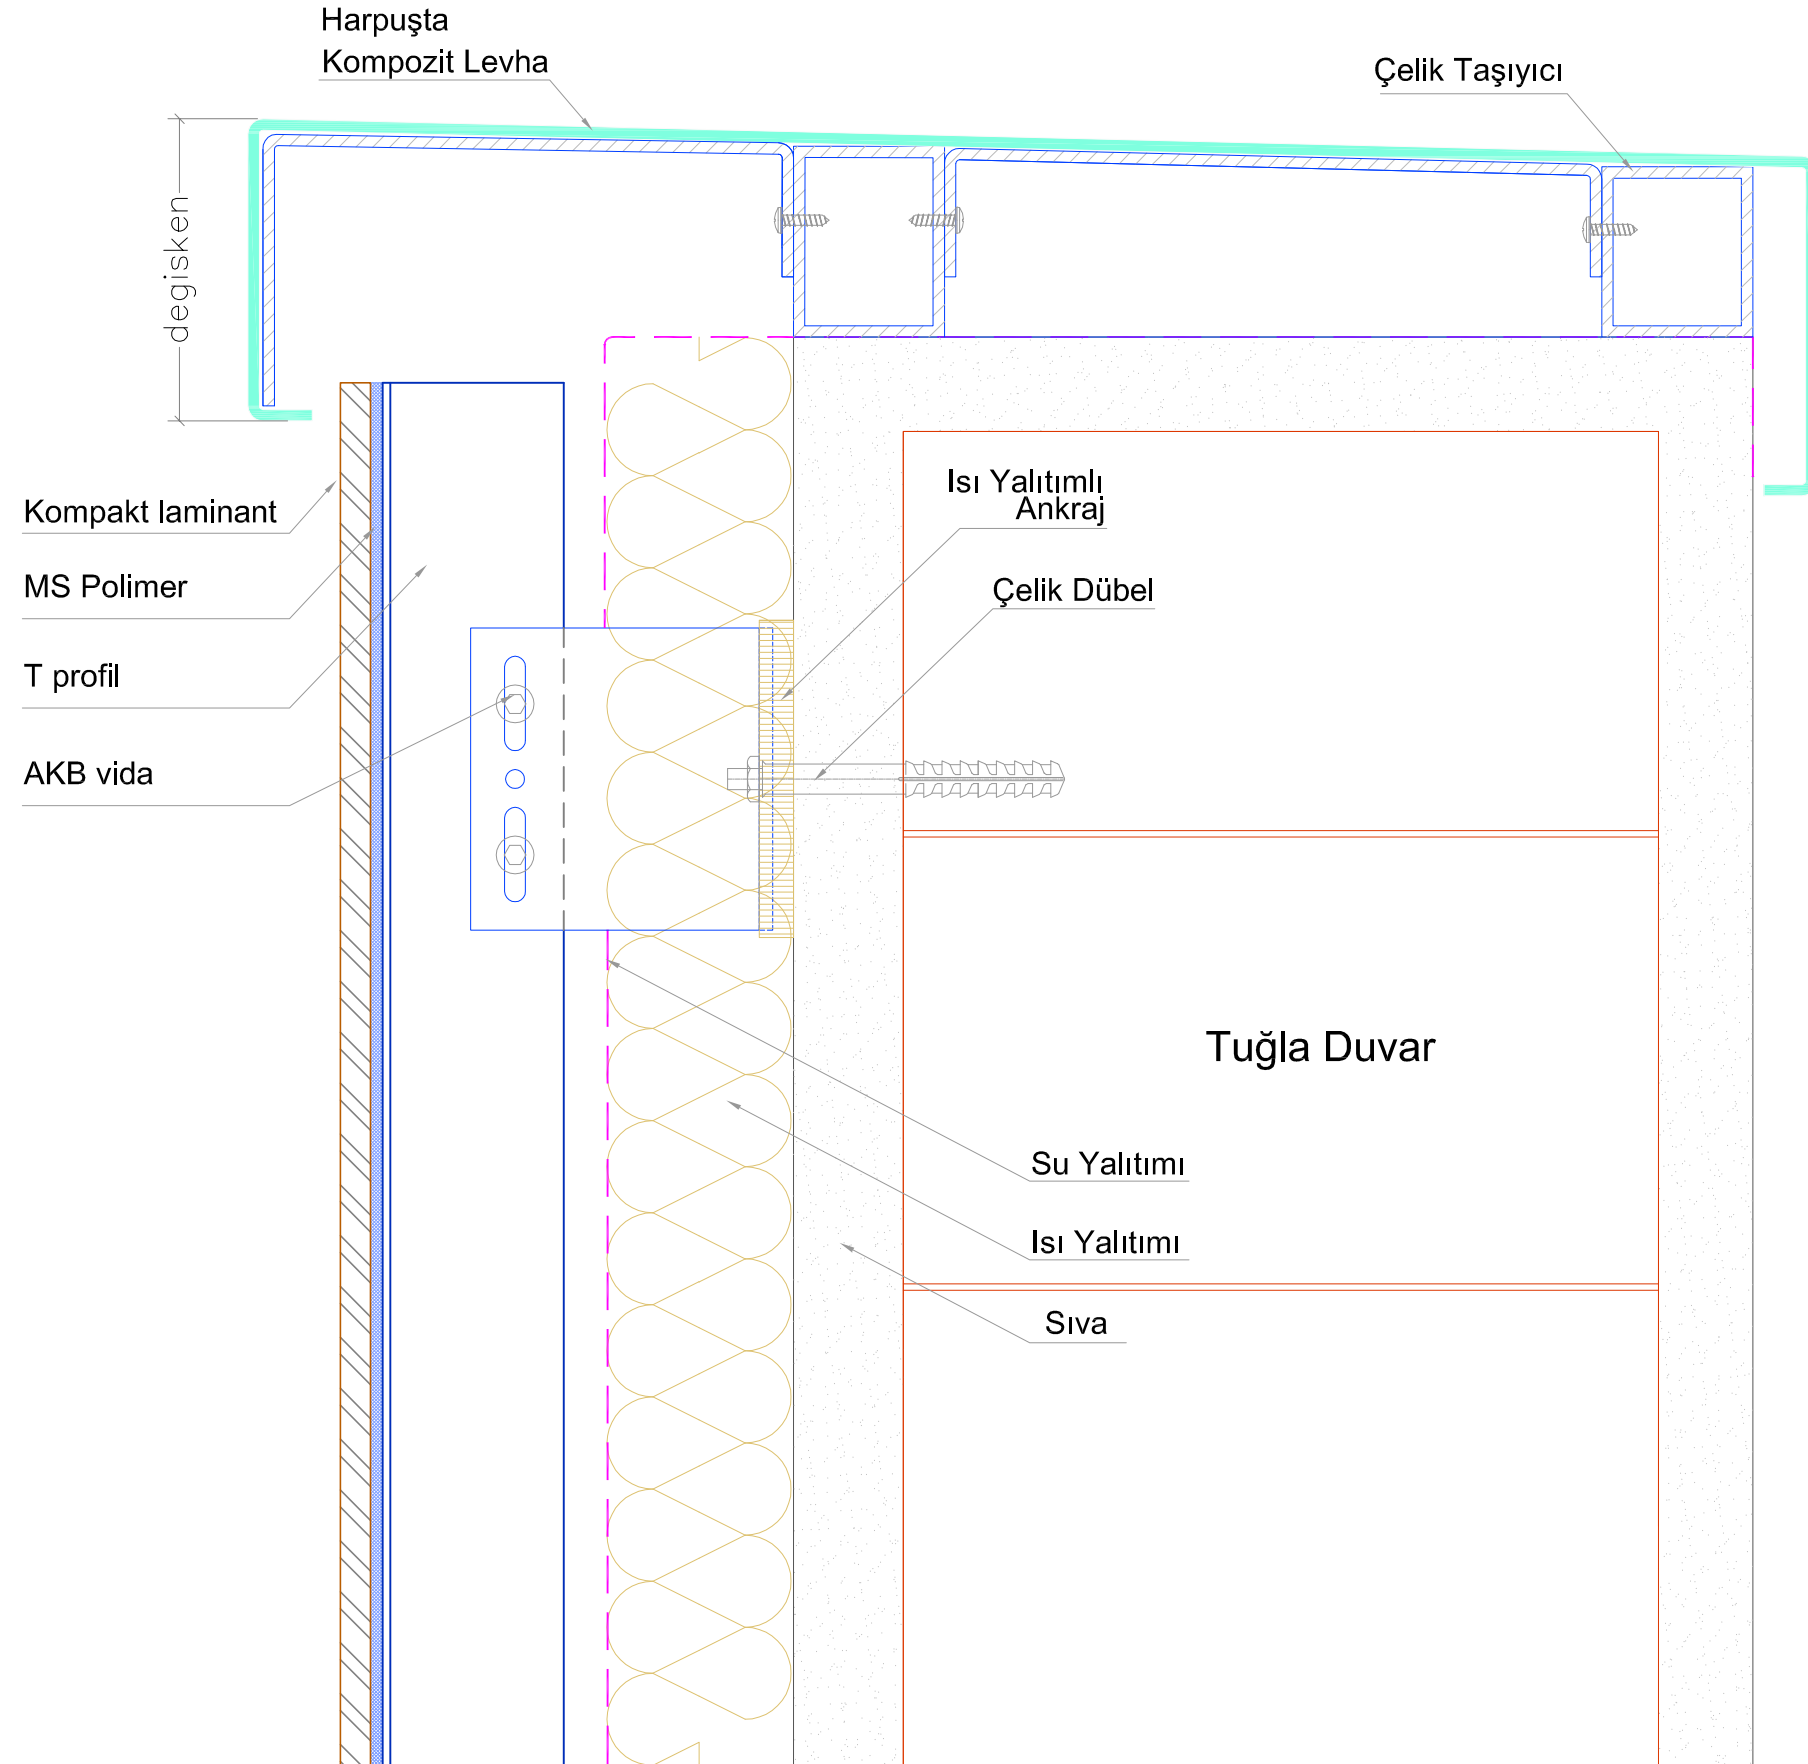 Harpuşta
Kompozit Levha
Çelik Taşıyıcı
degisken
Isı Yalıtımlı
Ankraj
Kompakt laminant
MS Polimer
Çelik Dübel
T profil
AKB vida
Tuğla Duvar
Su Yalıtımı
Isı Yalıtımı
Sıva